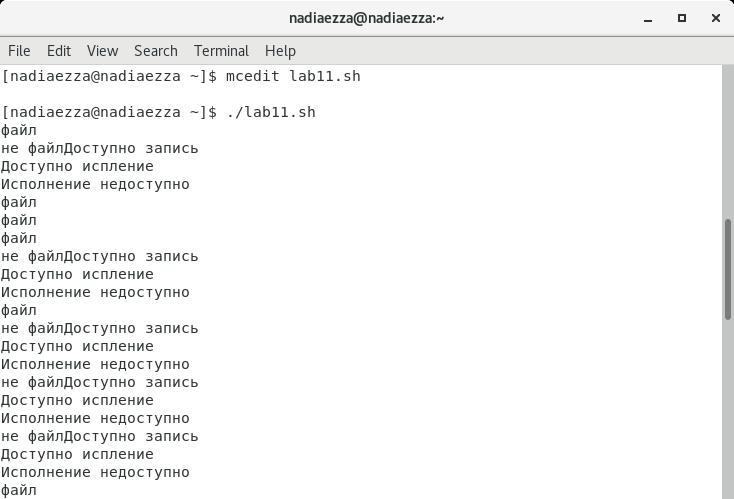 nadiaezza@nadiaezza:~
File Edit View Search Terminal Help
[nadiaezza@nadiaezza ~]$ mcedit lab11.sh
[nadiaezza@nadiaezza ~]$ ./lab11.sh
файл
не файлДоступно запись
Доступно испление
Исполнение недоступно
файл
файл
файл
не файлДоступно запись
Доступно испление
Исполнение недоступно
файл
не файлДоступно запись
Доступно испление
Исполнение недоступно
не файлДоступно запись
Доступно испление
Исполнение недоступно
не файлДоступно запись
Доступно испление
Исполнение недоступно
файл